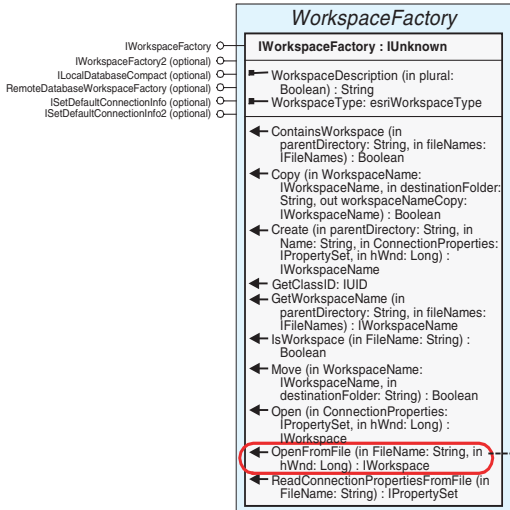 WorkspaceFactory
IWorkspaceFactory
IWorkspaceFactory2 (optional)
ILocalDatabaseCompact (optional)
RemoteDatabaseWorkspaceFactory (optional)
ISetDefaultConnectionInfo (optional)
ISetDefaultConnectionInfo2 (optional)
IWorkspaceFactory : IUnknown
WorkspaceDescription (in plural:
Boolean) : String
WorkspaceType: esriWorkspaceType
ContainsWorkspace (in
parentDirectory: String, in fileNames:
IFileNames) : Boolean
Copy (in WorkspaceName:
IWorkspaceName, in destinationFolder:
String, out workspaceNameCopy:
IWorkspaceName) : Boolean
Create (in parentDirectory: String, in
Name: String, in ConnectionProperties:
IPropertySet, in hWnd: Long) :
IWorkspaceName
GetClassID: IUID
GetWorkspaceName (in
parentDirectory: String, in fileNames:
IFileNames) : IWorkspaceName
IsWorkspace (in FileName: String) :
Boolean
Move (in WorkspaceName:
IWorkspaceName, in
destinationFolder: String) : Boolean
Open (in ConnectionProperties:
IPropertySet, in hWnd: Long) :
IWorkspace
OpenFromFile (in FileName: String, in
hWnd: Long) : IWorkspace
ReadConnectionPropertiesFromFile (in
FileName: String) : IPropertySet